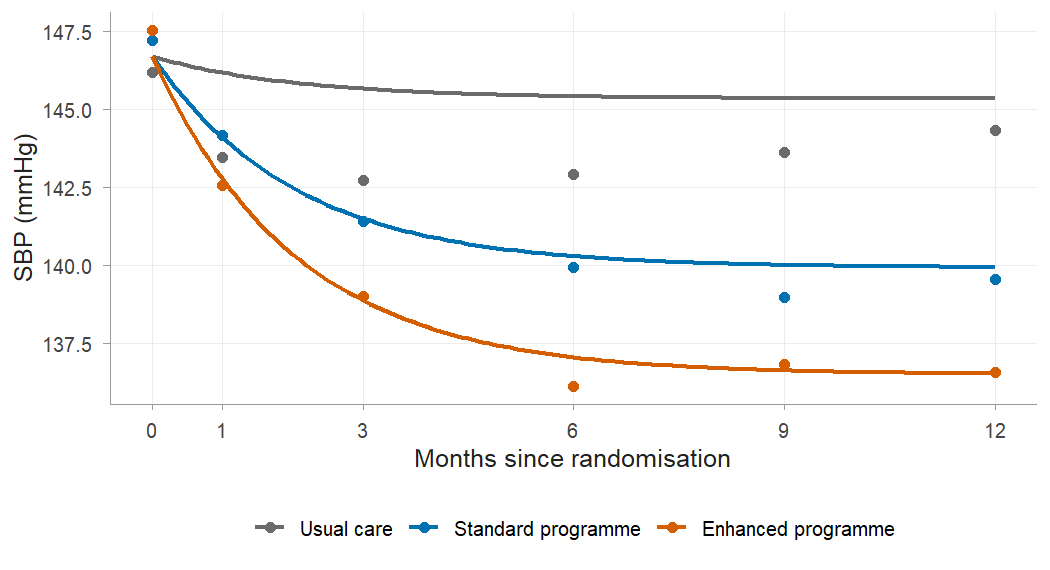 SBP (mmHg)
147.5
145.0
142.5
140.0
137.5
0 1 3 6 9 12
Months since randomisation
Usual care Standard programme Enhanced programme